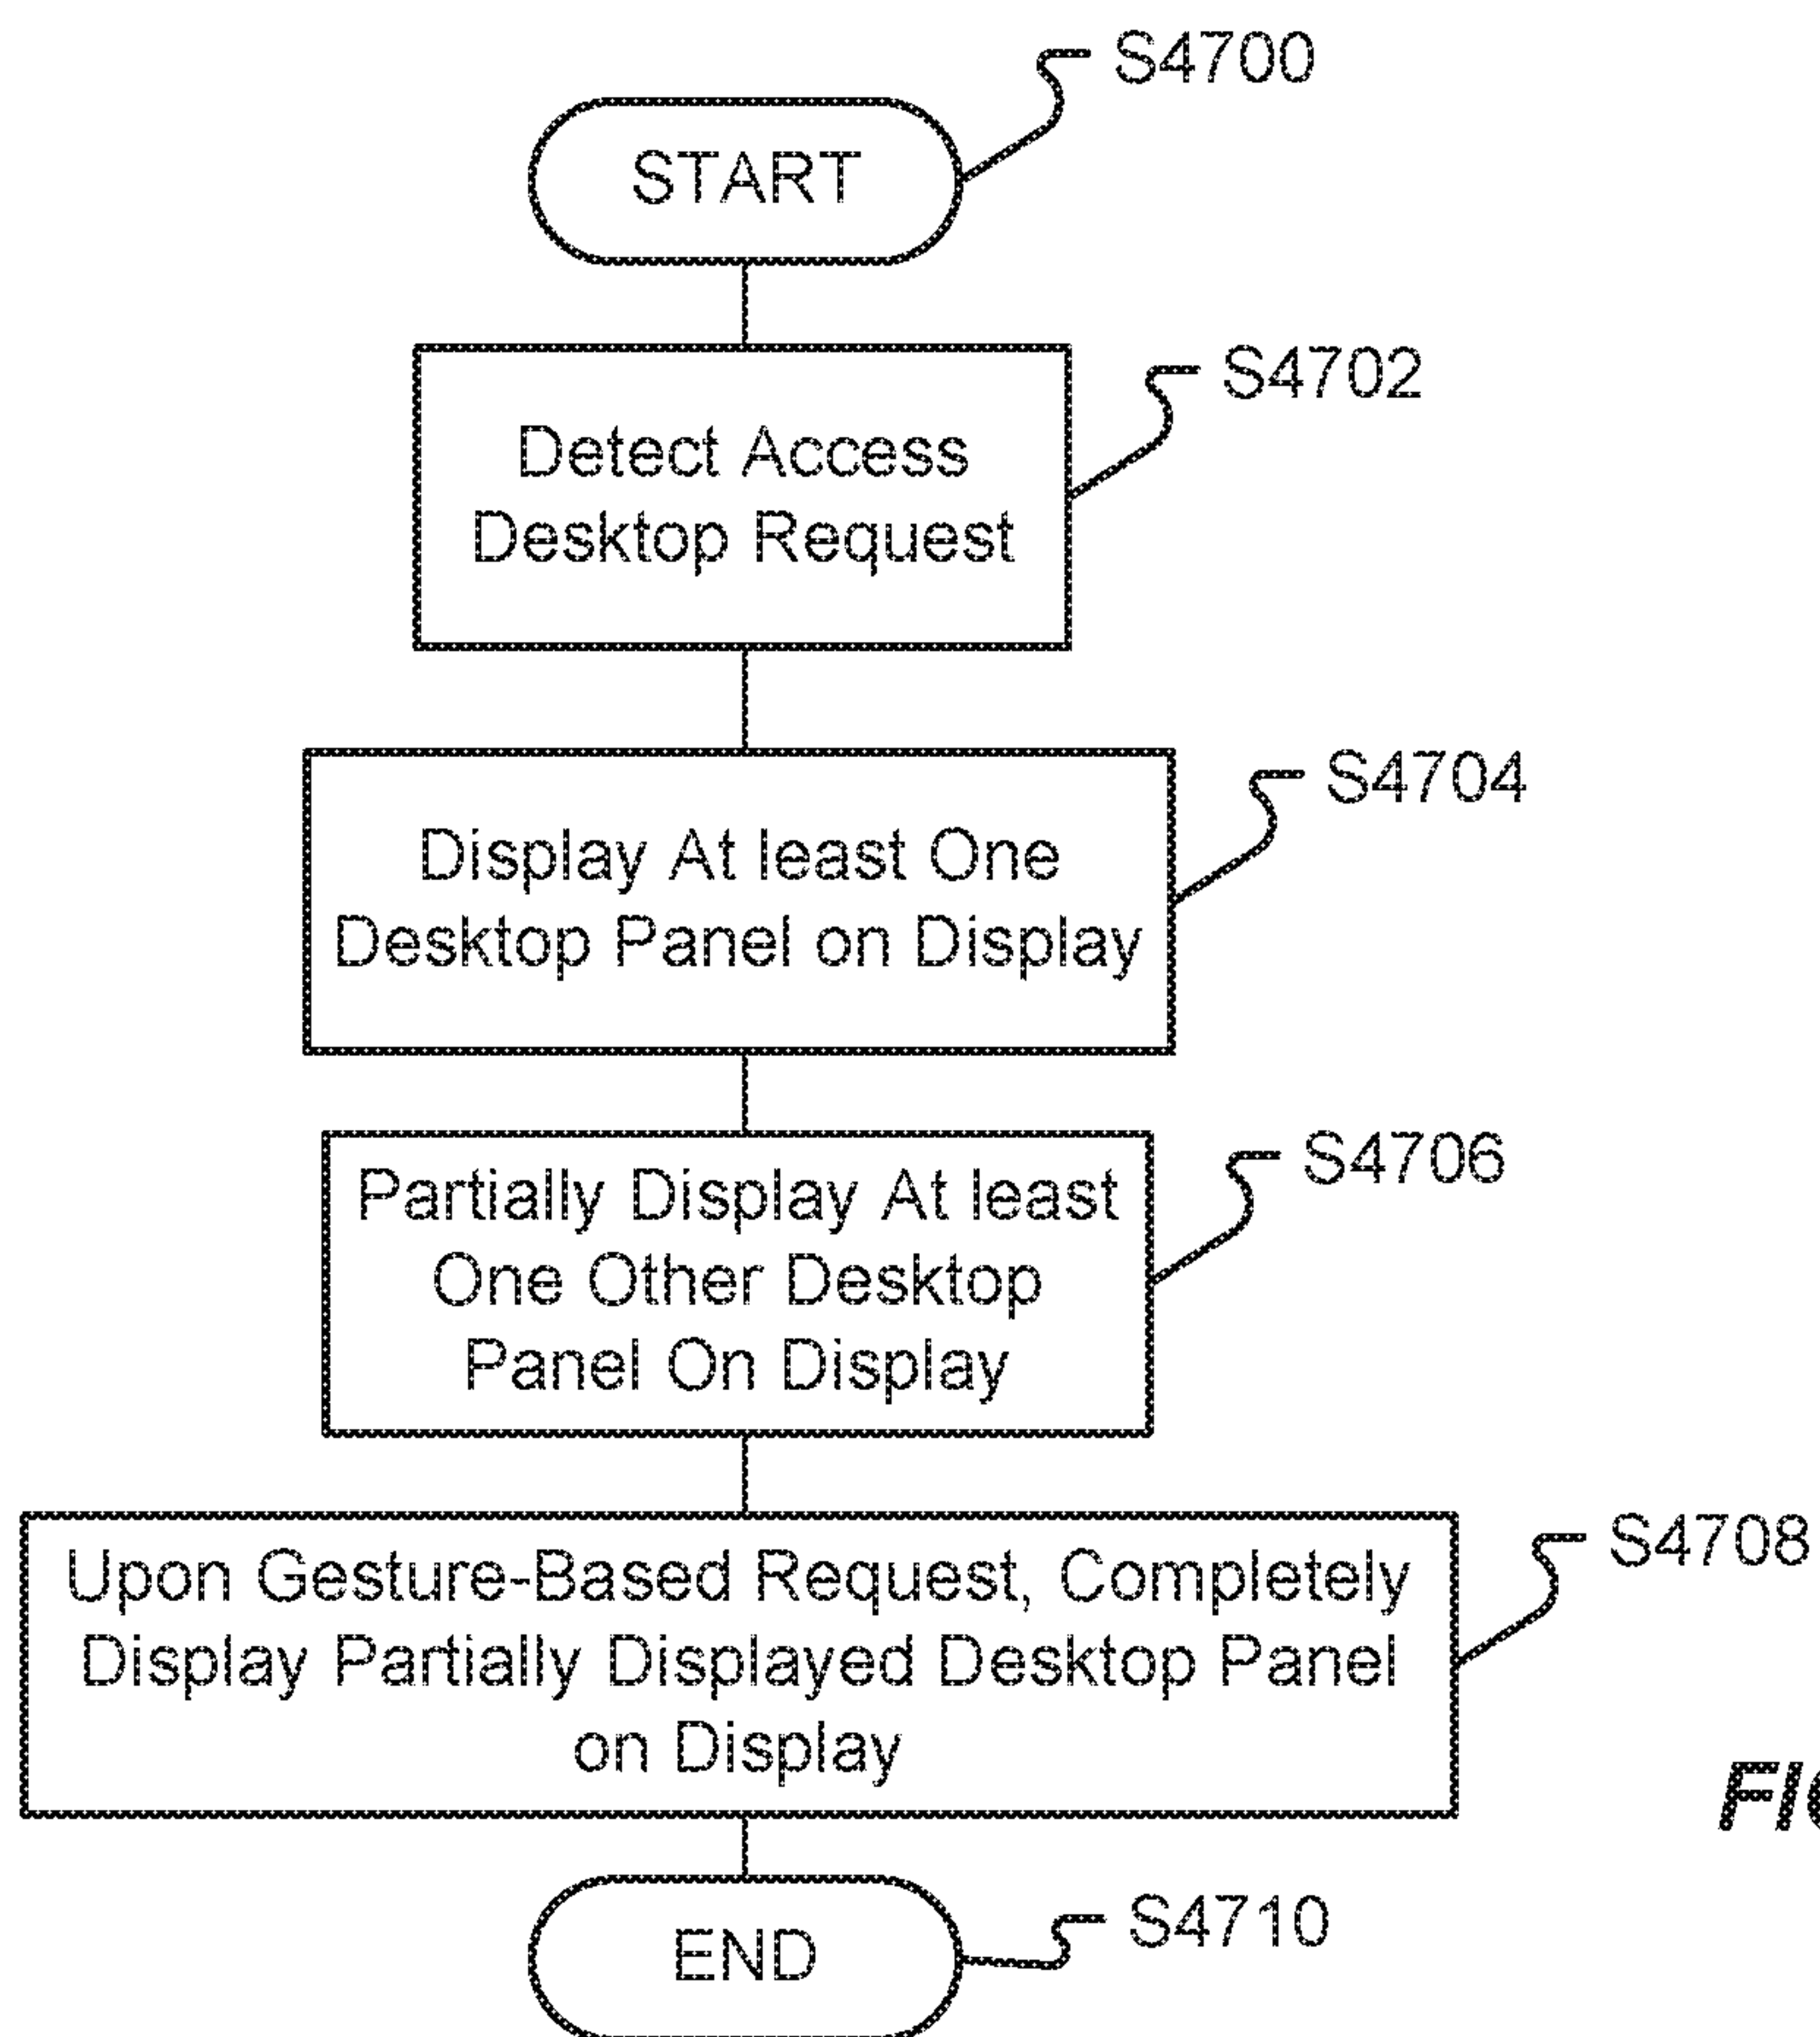 S4700
START
S4702
Detect Access
Desktop Request
S4704
Display At least One
Desktop Panel on Display
S4706
Partially Display At least
One Other Desktop
Panel On Display
S4708
Upon Gesture-Based Request, Completely
Display Partially Displayed Desktop Panel
on Display
S4710
END